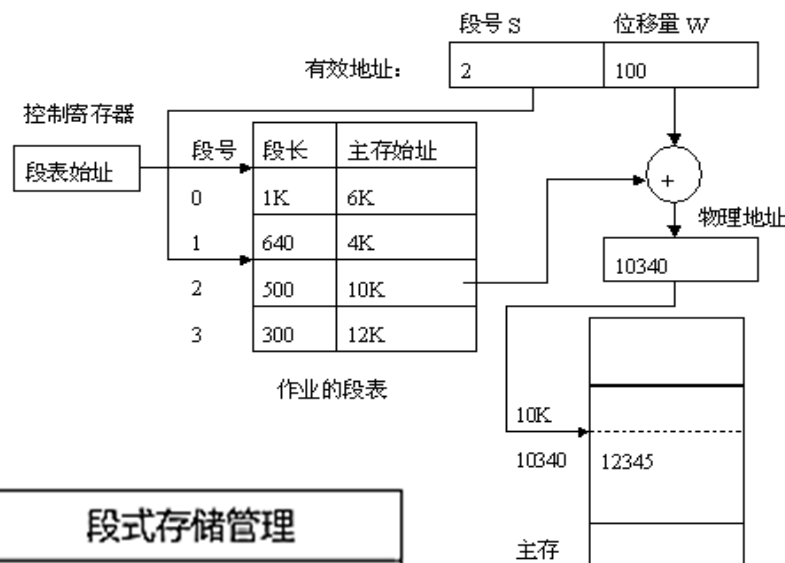 段号 S 位移量 W
有效地址： 2 100
控制寄存器
段表始址
段号 段长 主存始址
0 1K 6K
1 640 4K
2 500 10K
3 300 12K
作业的段表
+
物理地址
10340
10K
10340 12345
主存
段式存储管理